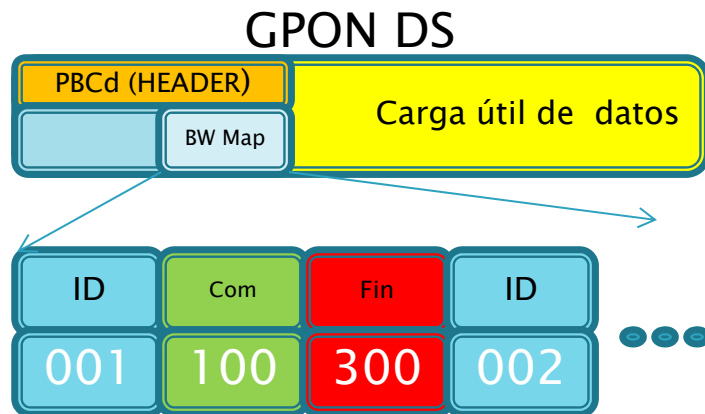 GPON DS
PBCd (HEADER)
Carga útil de datos
BW Map
ID Com Fin ID
001 100 300 002